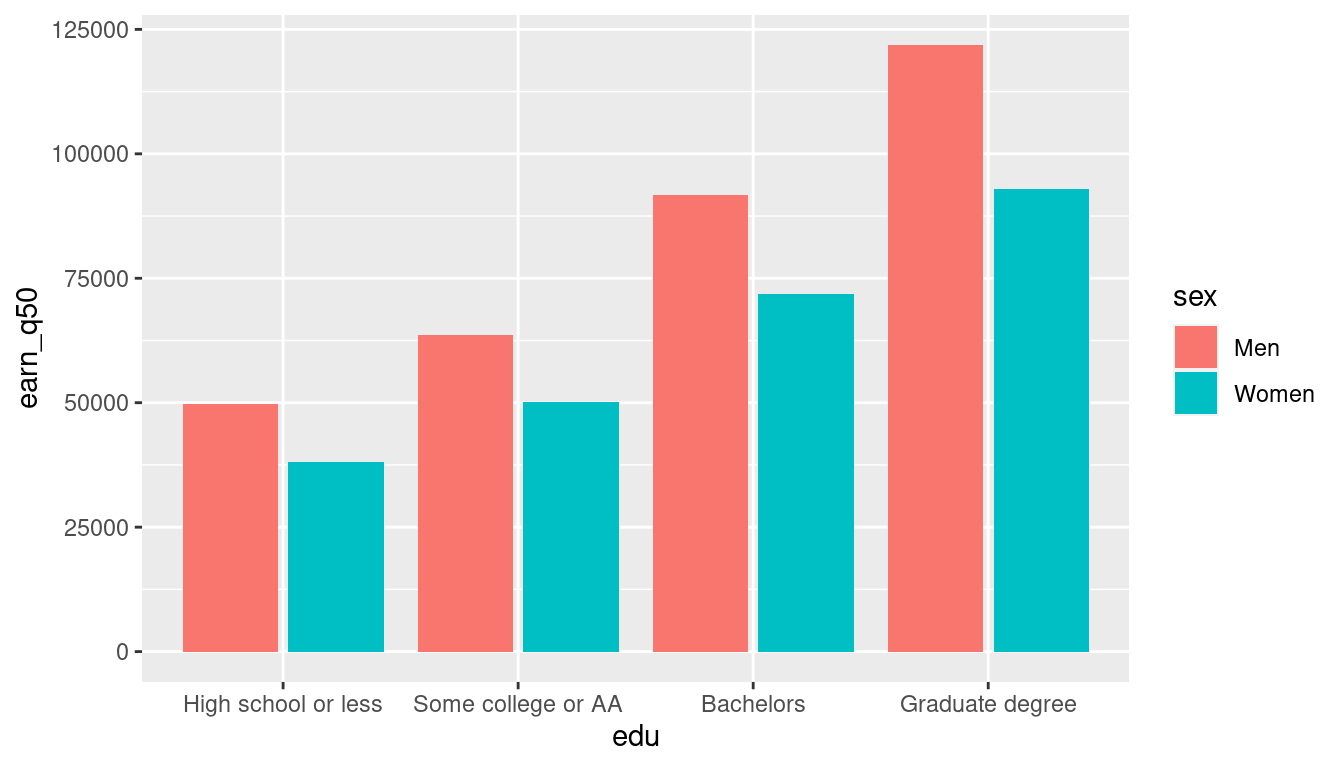 125000
100000
75000
50000
25000
0
earn_q50
High school or less
Some college or AA
Bachelors
Graduate degree
edu
sex
Men
Women